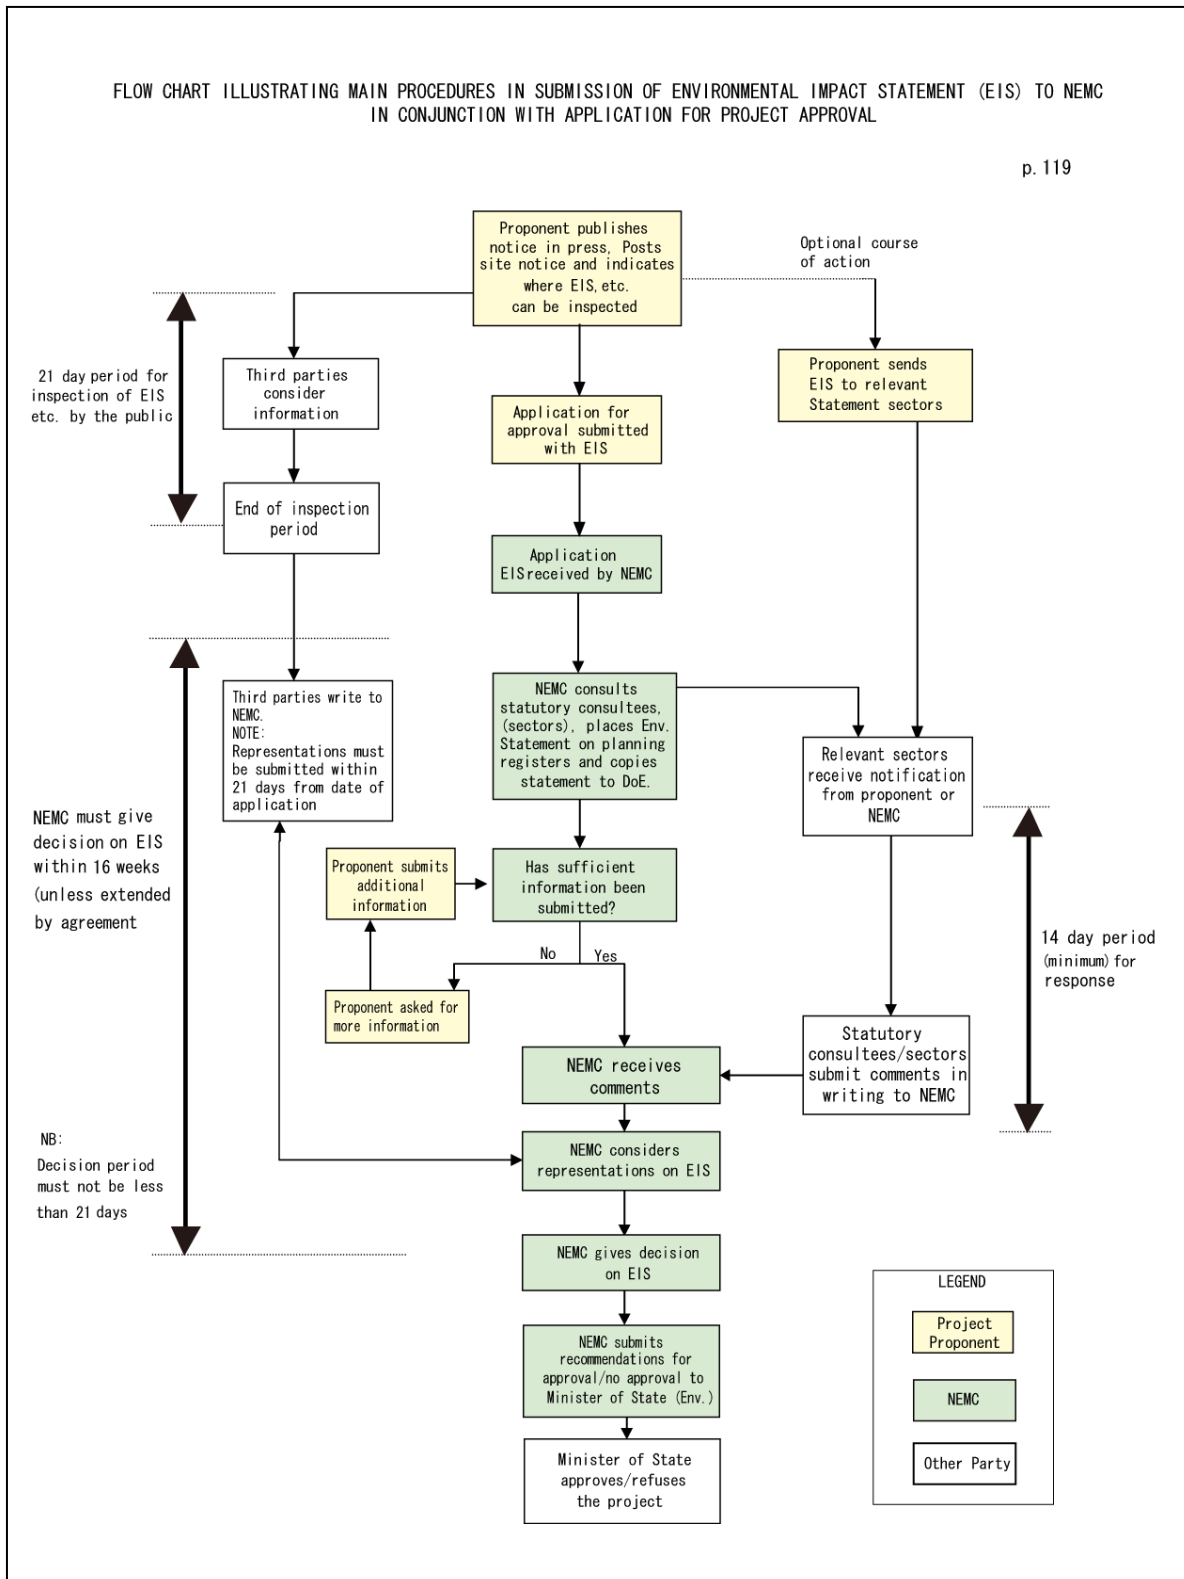 FLOW CHART ILLUSTRATING MAIN PROCEDURES IN SUBMISSION OF ENVIRONMENTAL IMPACT STATEMENT (EIS) TO NEMC
IN CONJUNCTION WITH APPLICATION FOR PROJECT APPROVAL
p. 119
Proponent publishes
notice in press, Posts
site notice and indicates
where EIS, etc.
can be inspected
Optional course
of action
21 day period for
inspection of EIS
etc. by the public
Third parties
consider
information
Application for
approval submitted
with EIS
Proponent sends
EIS to relevant
Statement sectors
End of inspection
period
Application
EIS received by NEMC
Third parties write to
NEMC.
NOTE:
Representations must
be submitted within
21 days from date of
application
NEMC consults
statutory consultees,
(sectors), places Env.
Statement on planning
registers and copies
statement to DoE.
Relevant sectors
receive notification
from proponent or
NEMC
NEMC must give
decision on EIS
within 16 weeks
(unless extended
by agreement
Proponent submits
additional
information
Has sufficient
information been
submitted?
No
Yes
Proponent asked for
more information
14 day period
(minimum) for
response
Statutory
consultees/sectors
submit comments in
writing to NEMC
NEMC receives
comments
NB:
Decision period
must not be less
than 21 days
NEMC considers
representations on EIS
NEMC gives decision
on EIS
NEMC submits
recommendations for
approval/no approval to
Minister of State (Env.)
Minister of State
approves/refuses
the project
LEGEND
Project
Proponent
NEMC
Other Party